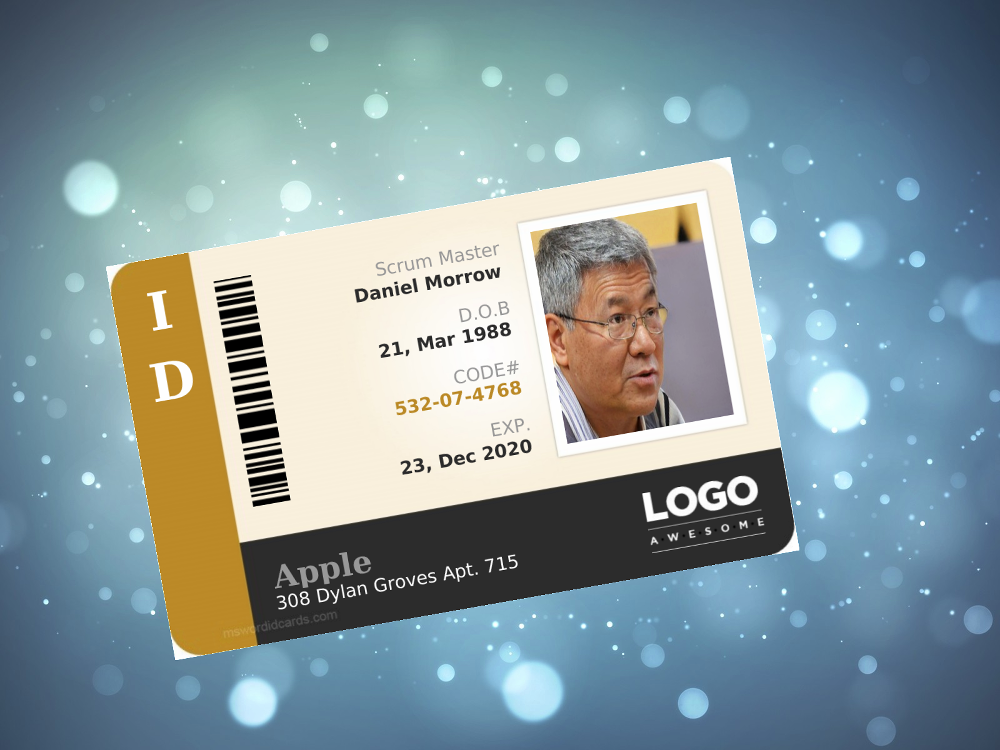 I
D
Scrum Master
Daniel Morrow
D.O.B
21, Mar 1988
CODE#
532-07-4768
EXP.
23, Dec 2020
LOGO
A•W•E•S•O•M•E
Apple
308 Dylan Groves Apt. 715
mswordidcards.com